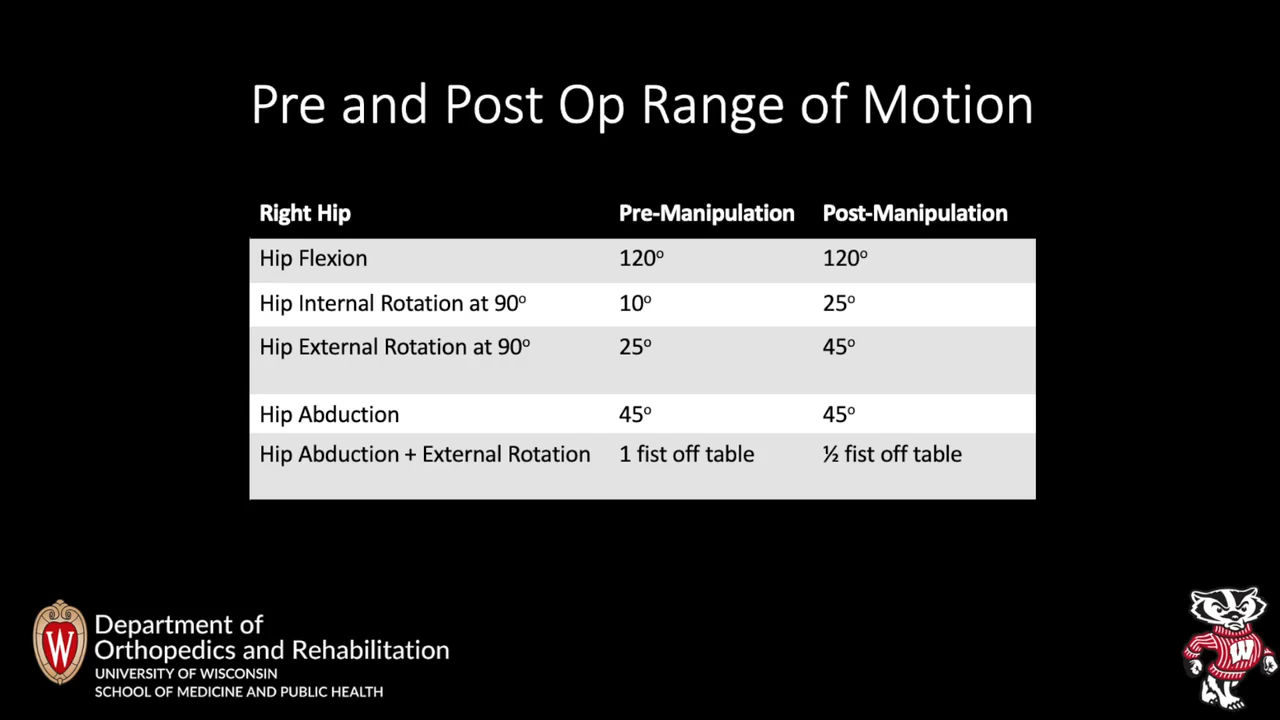 Pre and Post Op Range of Motion
Right Hip Pre-Manipulation Post-Manipulation
Hip Flexion 120º 120º
Hip Internal Rotation at 90º 10º 25º
Hip External Rotation at 90º 25º 45º
Hip Abduction 45º 45º
Hip Abduction + External Rotation 1 fist off table ½ fist off table
W
Department of
Orthopedics and Rehabilitation
UNIVERSITY OF WISCONSIN
SCHOOL OF MEDICINE AND PUBLIC HEALTH
W